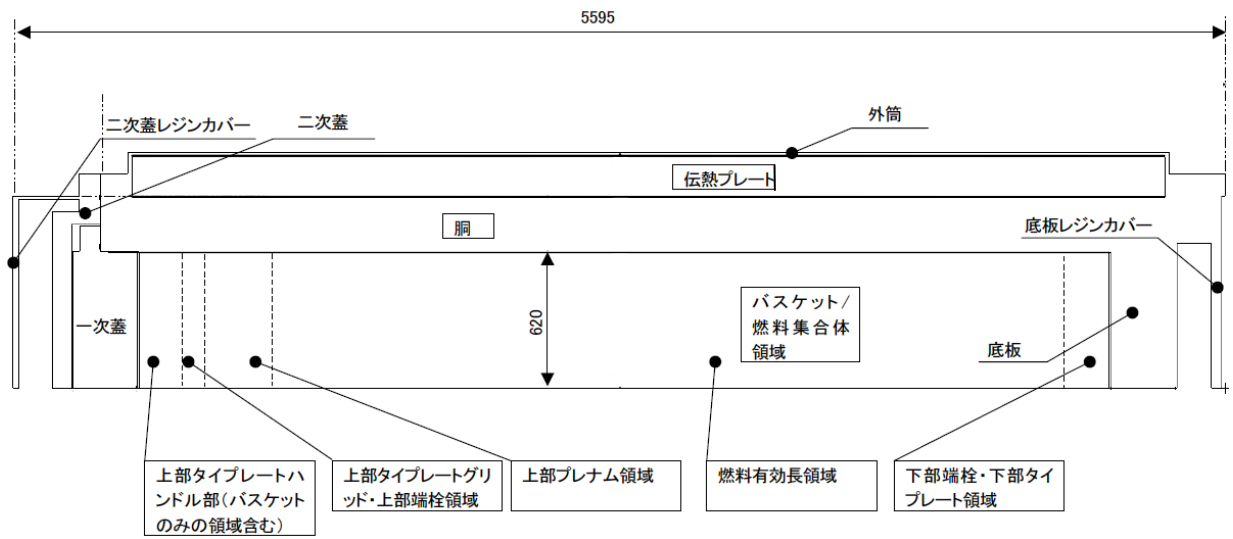 5595
二次蓋レジンカバー
二次蓋
外筒
伝熱プレート
胴
底板レジンカバー
一次蓋
620
バスケット/
燃料集合体
領域
底板
上部タイプレートハ
ンドル部(バスケット
のみの領域含む)
上部タイプレートグリ
ッド・上部端栓領域
上部プレナム領域
燃料有効長領域
下部端栓・下部タイ
プレート領域